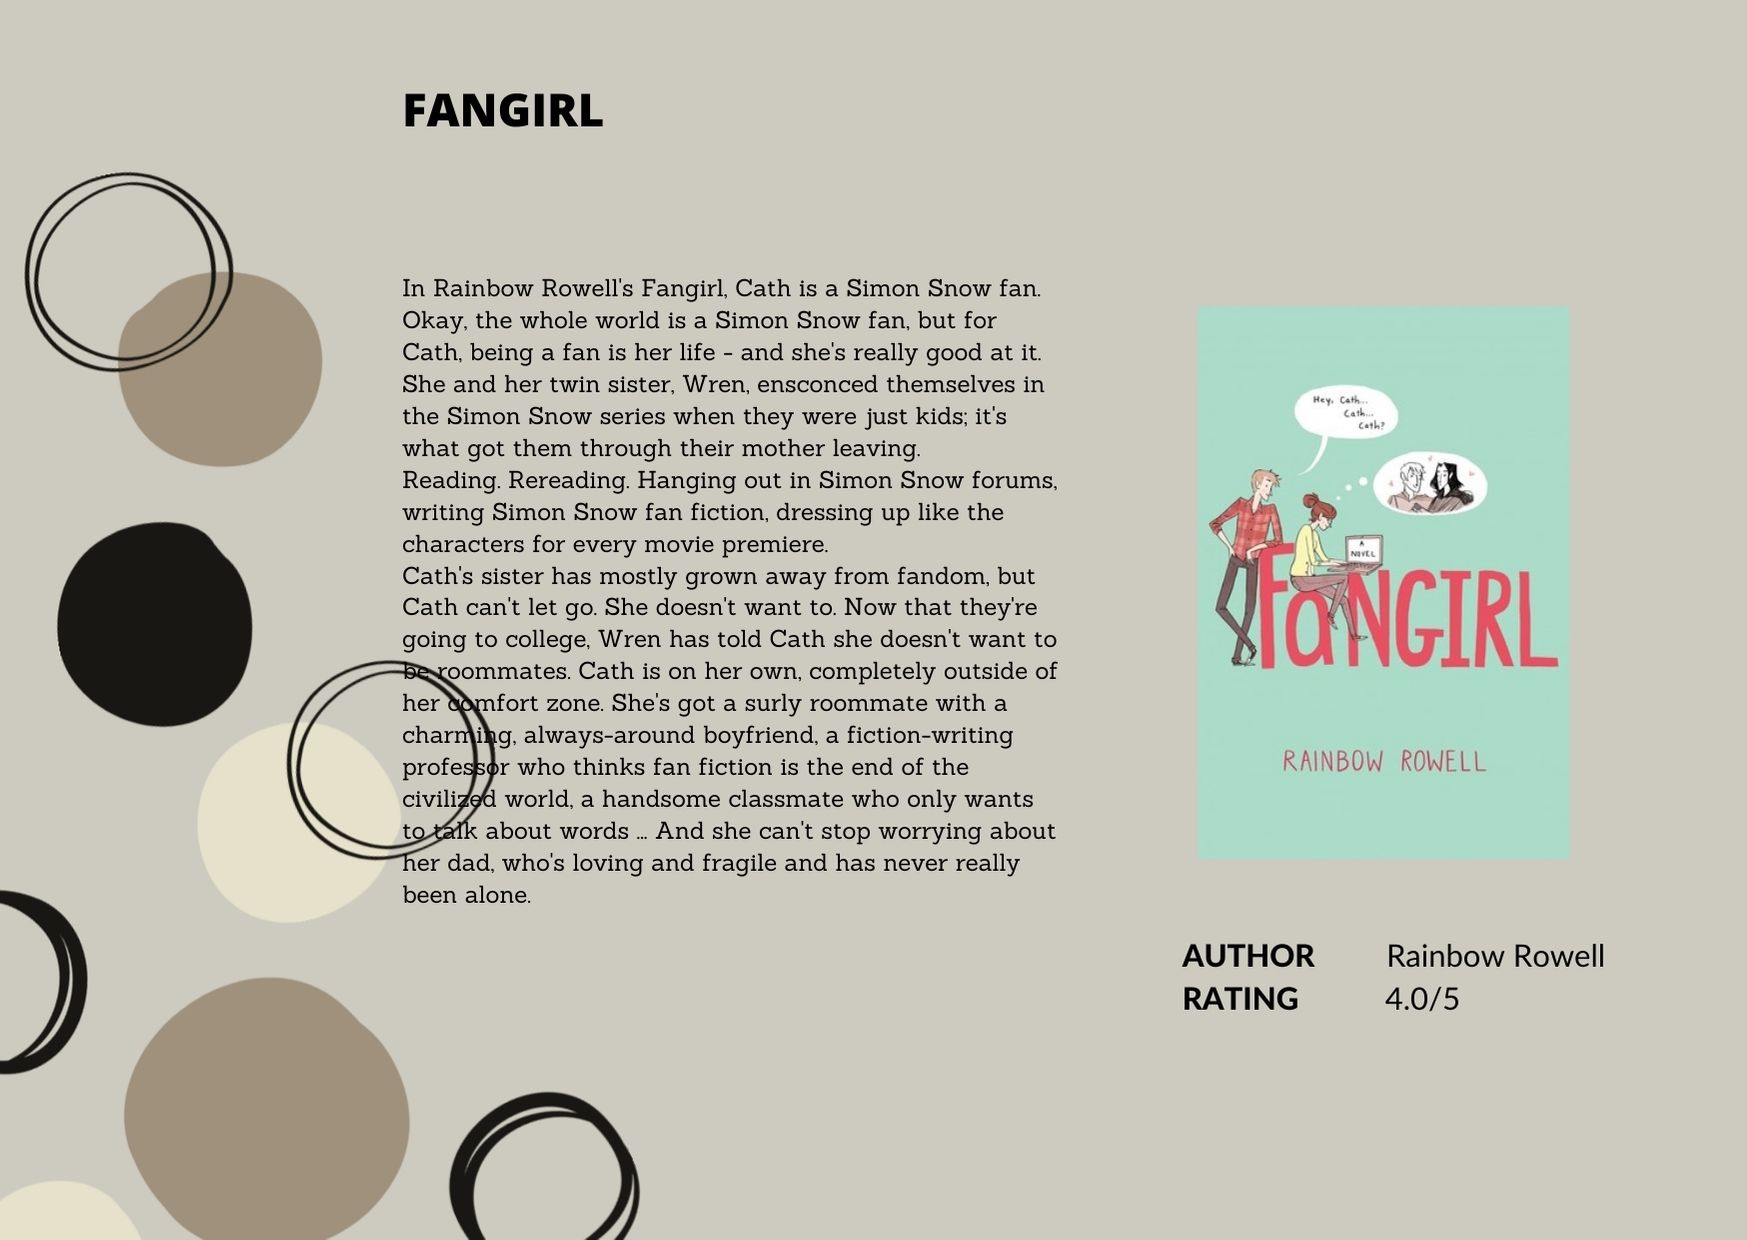 FANGIRL
In Rainbow Rowell's Fangirl, Cath is a Simon Snow fan.
Okay, the whole world is a Simon Snow fan, but for
Cath, being a fan is her life - and she's really good at it.
She and her twin sister, Wren, ensconced themselves in
the Simon Snow series when they were just kids; it's
what got them through their mother leaving.
Reading. Rereading. Hanging out in Simon Snow forums,
writing Simon Snow fan fiction, dressing up like the
characters for every movie premiere.
Cath's sister has mostly grown away from fandom, but
Cath can't let go. She doesn't want to. Now that they're
going to college, Wren has told Cath she doesn't want to
be roommates. Cath is on her own, completely outside of
her comfort zone. She's got a surly roommate with a
charming, always-around boyfriend, a fiction-writing
professor who thinks fan fiction is the end of the
civilized world, a handsome classmate who only wants
to talk about words ... And she can't stop worrying about
her dad, who's loving and fragile and has never really
been alone.
Hey, Cath...
Cath...
Cath?
A
NOVEL
FANGIRL
RAINBOW ROWELL
AUTHOR Rainbow Rowell
RATING 4.0/5